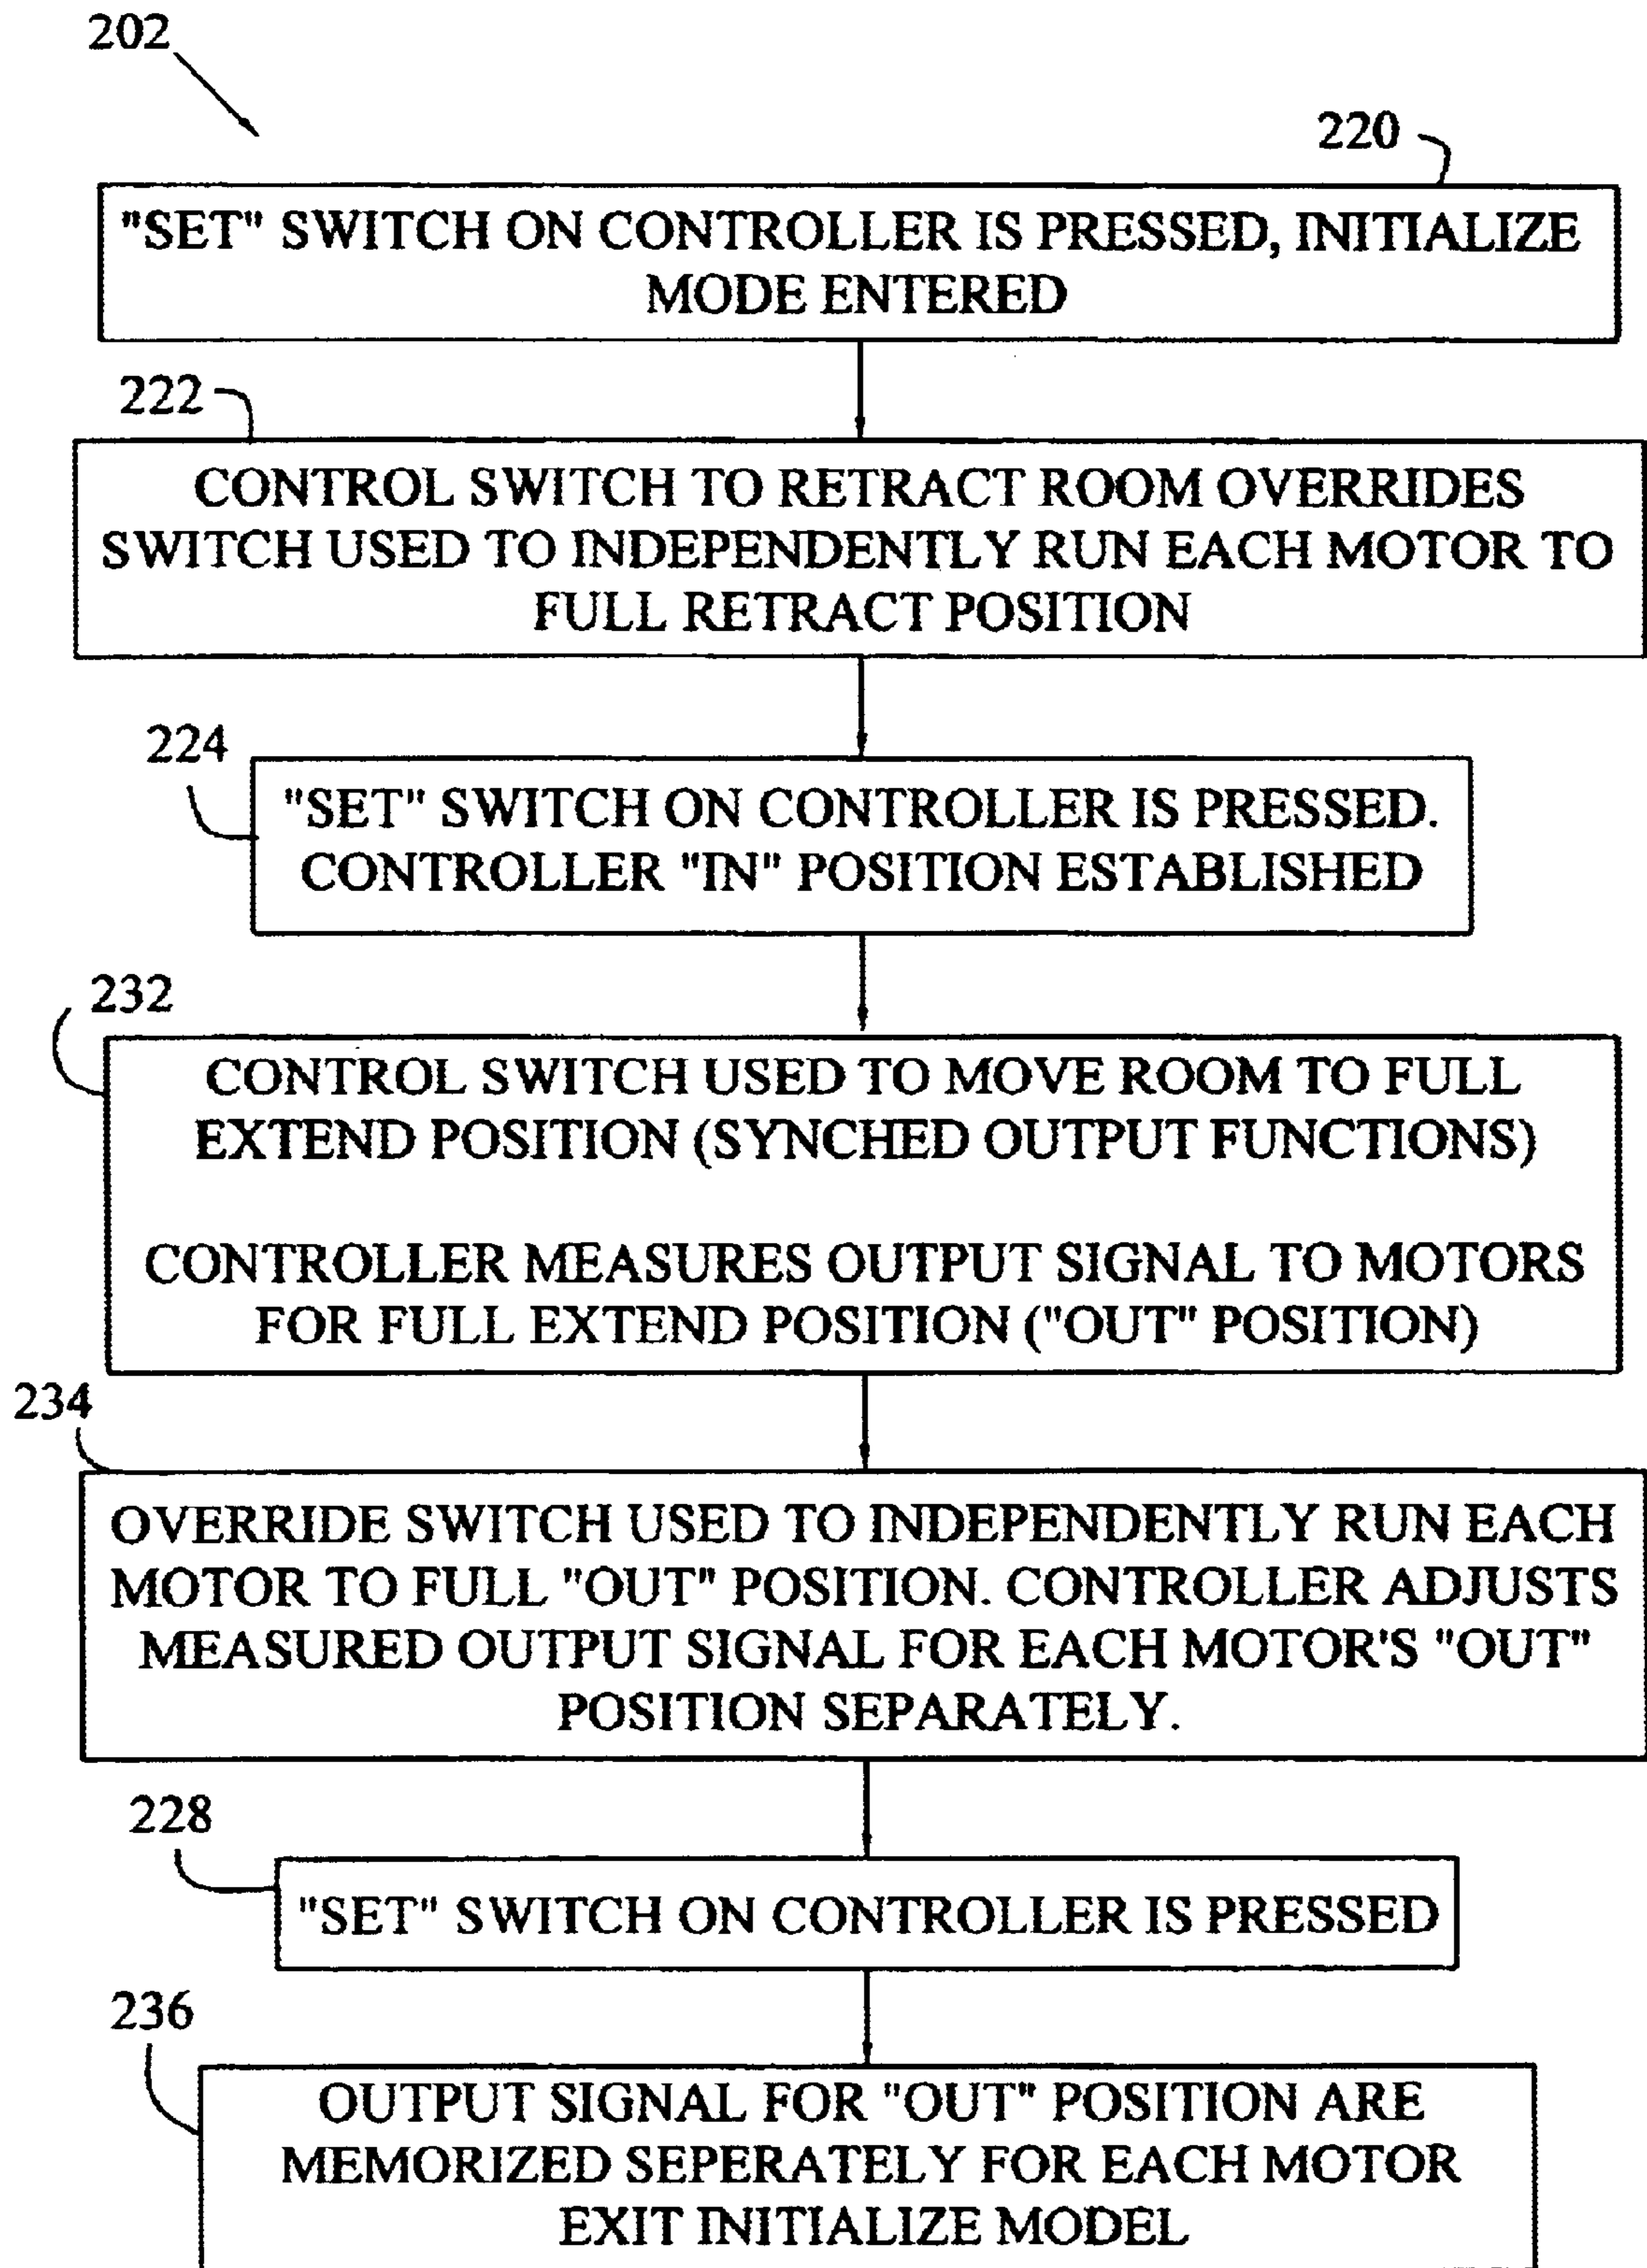 202
220
"SET" SWITCH ON CONTROLLER IS PRESSED, INITIALIZE
MODE ENTERED
222
CONTROL SWITCH TO RETRACT ROOM OVERRIDES
SWITCH USED TO INDEPENDENTLY RUN EACH MOTOR TO
FULL RETRACT POSITION
224
"SET" SWITCH ON CONTROLLER IS PRESSED.
CONTROLLER "IN" POSITION ESTABLISHED
232
CONTROL SWITCH USED TO MOVE ROOM TO FULL
EXTEND POSITION (SYNCHED OUTPUT FUNCTIONS)
CONTROLLER MEASURES OUTPUT SIGNAL TO MOTORS
FOR FULL EXTEND POSITION ("OUT" POSITION)
234
OVERRIDE SWITCH USED TO INDEPENDENTLY RUN EACH
MOTOR TO FULL "OUT" POSITION. CONTROLLER ADJUSTS
MEASURED OUTPUT SIGNAL FOR EACH MOTOR'S "OUT"
POSITION SEPARATELY.
228
"SET" SWITCH ON CONTROLLER IS PRESSED
236
OUTPUT SIGNAL FOR "OUT" POSITION ARE
MEMORIZED SEPERATELY FOR EACH MOTOR
EXIT INITIALIZE MODEL